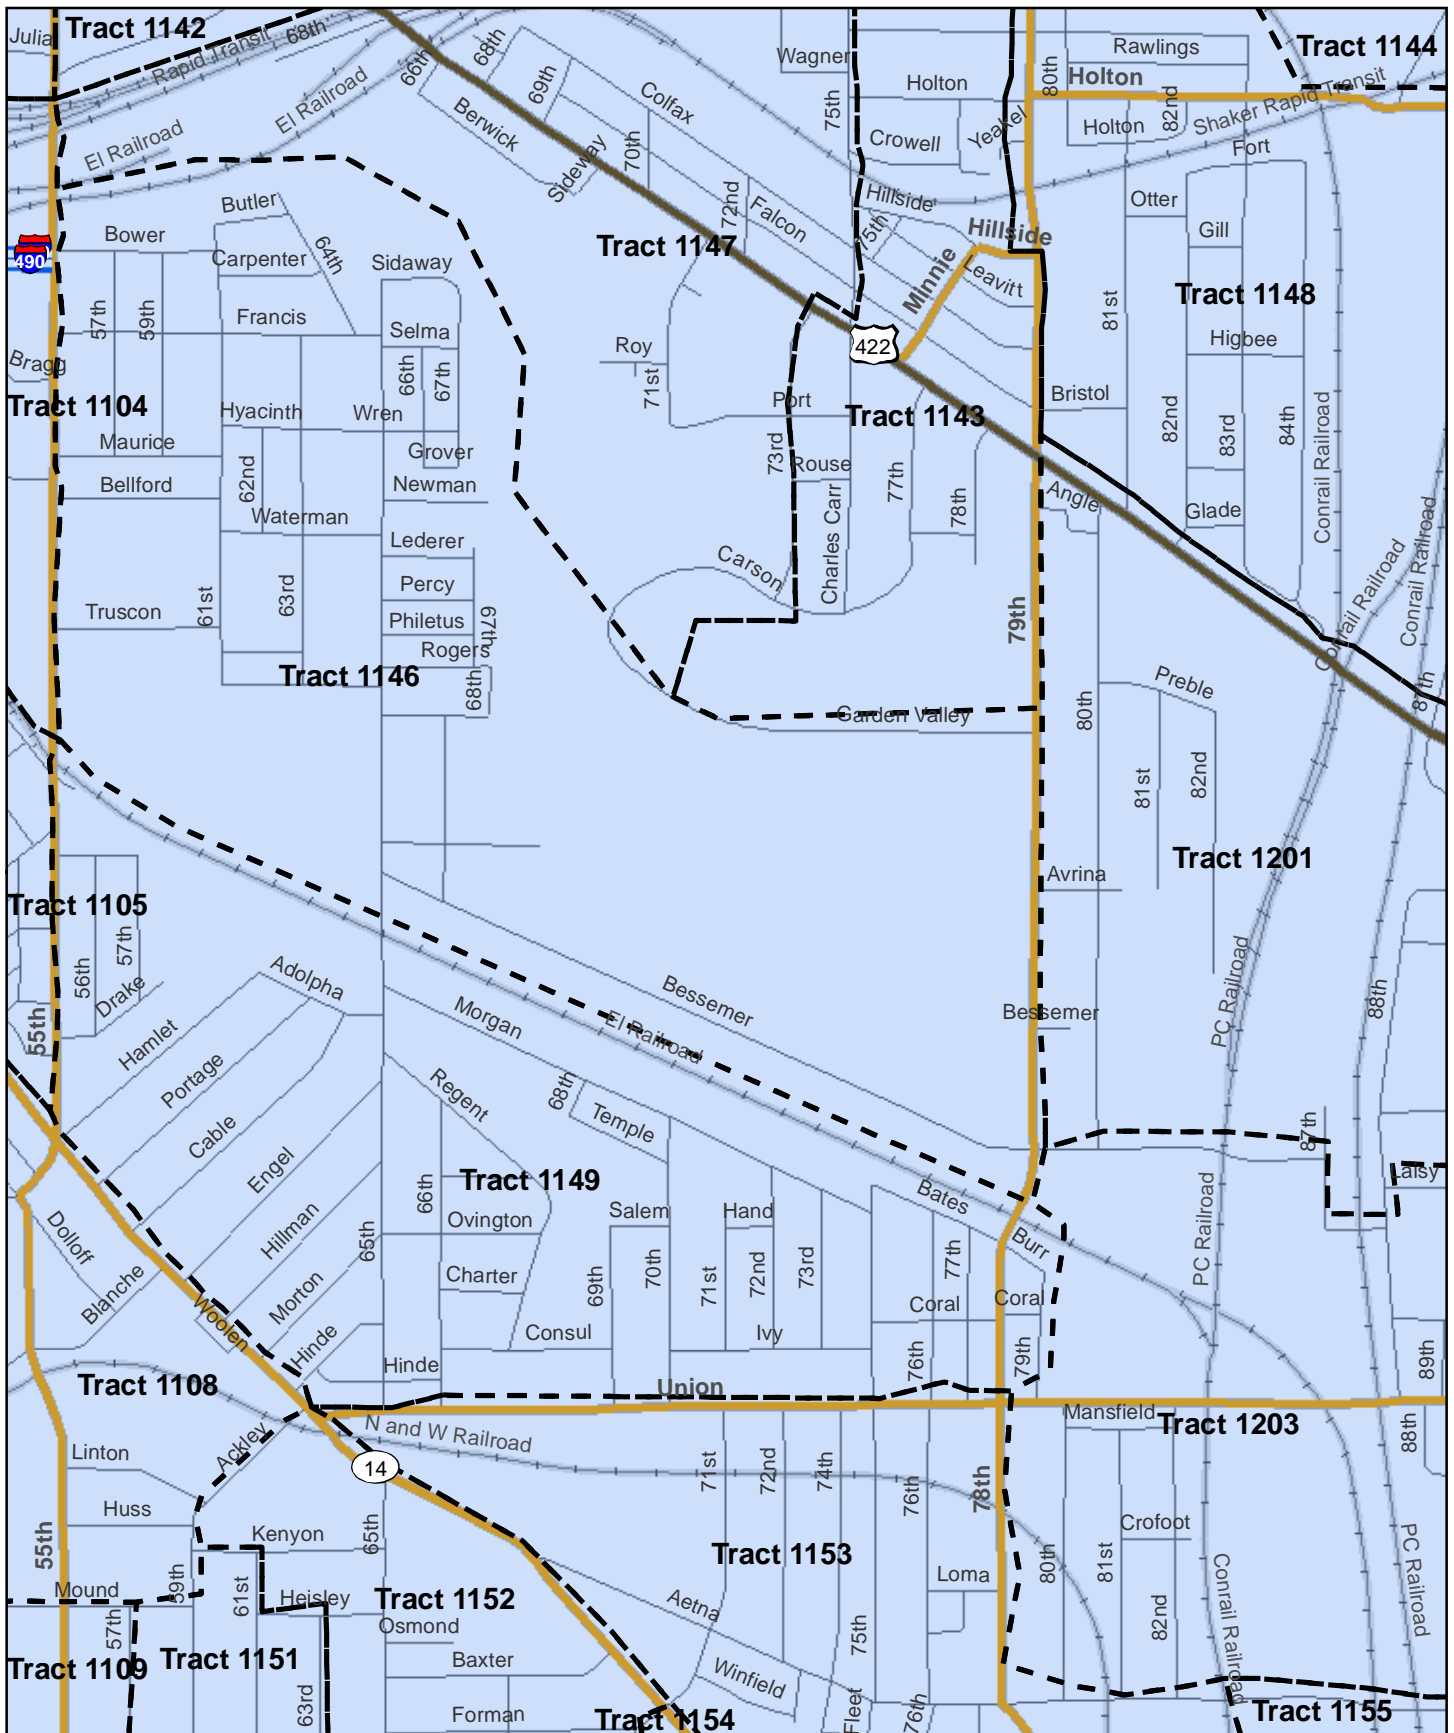 Tract 1142
Julia
68th
Rapid Transit
66th
68th
69th
El Railroad
El Railroad
Berwick
Sideway
70th
Colfax
Wagner
75th
Holton
Crowell
Yeakel
80th
Rawlings
Holton
Holton
82nd
Tract 1144
Shaker Rapid Transit
Fort
Butler
Bower
490
Carpenter
64th
Sidaway
72nd
Falcon
Tract 1147
Hillside
75th
Hillside
Minnie
Leavitt
Otter
Gill
Tract 1148
81st
57th
59th
Francis
Selma
66th
67th
Roy
71st
422
Higbee
Bragg
Tract 1104
Hyacinth
Wren
Maurice
Grover
Port
Tract 1143
Bristol
82nd
83rd
84th
Conrail Railroad
Bellford
62nd
Newman
73rd
Rouse
Charles Carr
77th
78th
Angle
Glade
Conrail Railroad
Conrail Railroad
Waterman
Lederer
Carson
Percy
Truscon
61st
63rd
Philetus
67th
Rogers
79th
Tract 1146
68th
Preble
87th
Garden Valley
80th
81st
82nd
Tract 1201
Avrina
Tract 1105
56th
57th
Drake
Adolpha
Bessemer
Bessemer
PC Railroad
88th
55th
Hamlet
Morgan
El Railroad
Portage
Regent
68th
Temple
Cable
87th
Engel
Tract 1149
66th
Bates
PC Railroad
Laisy
Dolloff
Hillman
65th
Ovington
Salem
Hand
Burr
Blanche
Morton
Charter
69th
70th
71st
72nd
73rd
77th
Woolen
Coral
Coral
Hinde
Consul
Ivy
76th
79th
89th
Tract 1108
Hinde
Union
Mansfield
Tract 1203
Linton
Ackley
N and W Railroad
14
88th
71st
72nd
74th
76th
78th
Huss
55th
Kenyon
65th
Crofoot
Tract 1153
PC Railroad
Mound
59th
61st
Heisley
Tract 1152
Loma
80th
81st
82nd
Conrail Railroad
57th
Osmond
Aetna
75th
Tract 1109
Tract 1151
Baxter
Winfield
63rd
Forman
Tract 1154
Fleet
76th
Tract 1155